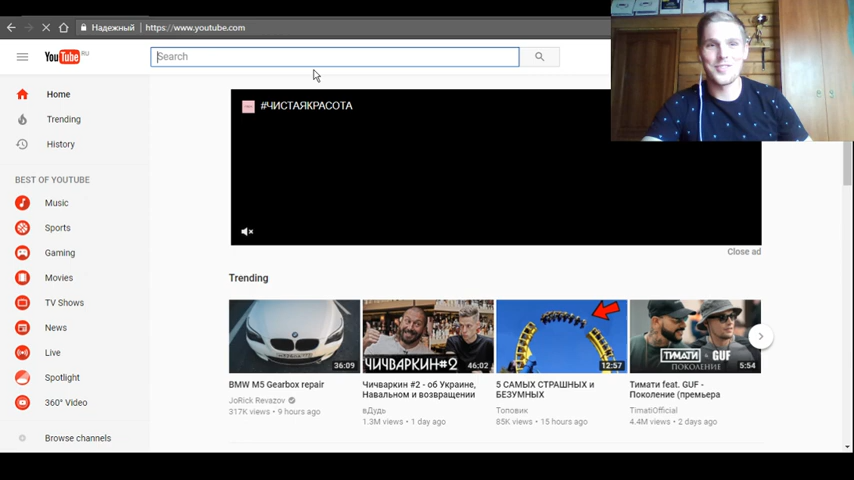 Надежный https://www.youtube.com
YouTube RU
Search
Home
Trending
History
BEST OF YOUTUBE
Music
Sports
Gaming
Movies
TV Shows
News
Live
Spotlight
360° Video
Browse channels
#ЧИСТАЯКРАСОТА
Close ad
Trending
36:09
BMW M5 Gearbox repair
JoRick Revazov
317K views • 9 hours ago
ЧИЧВАРКИН#2
46:02
Чичваркин #2 - об Украине,
Навальном и возвращении
вДудь
1.3M views • 1 day ago
12:57
5 САМЫХ СТРАШНЫХ и
БЕЗУМНЫХ
Топовик
85K views • 15 hours ago
ТИМАТИ GUF
ПОКОЛЕНИЕ
5:54
Тимати feat. GUF -
Поколение (премьера
TimatiOfficial
4.4M views • 2 days ago